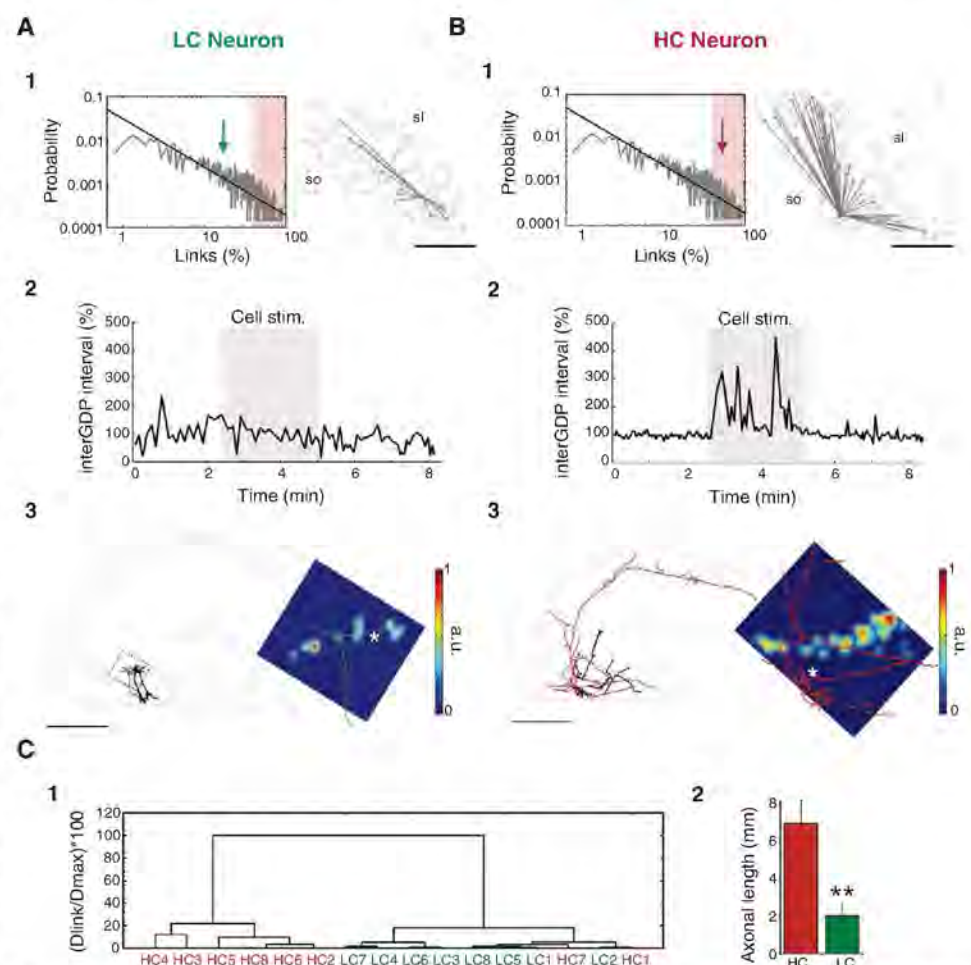 A
LC Neuron
1
0.1
0.01
0.001
0.0001
Probability
1 10 100
Links (%)
so
sl
B
HC Neuron
1
0.1
0.01
0.001
0.0001
Probability
1 10 100
Links (%)
so
sl
2
Cell stim.
500
400
300
200
100
0
interGDP interval (%)
0 2 4 6 8
Time (min)
2
Cell stim.
500
400
300
200
100
0
interGDP interval (%)
0 2 4 6 8
Time (min)
3
*
1
a.u.
0
3
*
1
a.u.
0
C
1
120
100
80
60
40
20
0
(Dlink/Dmax)*100
HC4 HC3 HC5 HC8 HC6 HC2 LC7 LC4 LC6 LC3 LC8 LC5 LC1 HC7 LC2 HC1
2
8
6
4
2
0
Axonal length (mm)
**
HC LC